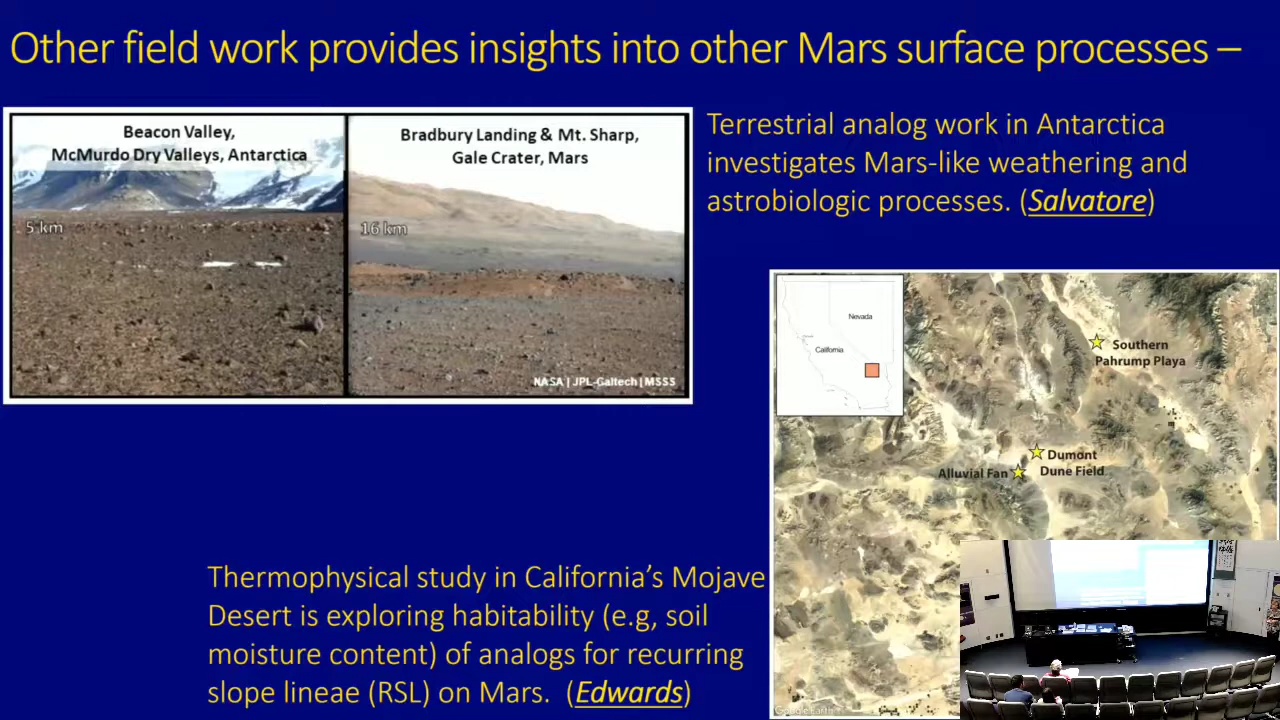 Other field work provides insights into other Mars surface processes –
Beacon Valley,
McMurdo Dry Valleys, Antarctica
5 km
Bradbury Landing & Mt. Sharp,
Gale Crater, Mars
16 km
NASA | JPL-Caltech | MSSS
Terrestrial analog work in Antarctica
investigates Mars-like weathering and
astrobiologic processes. (Salvatore)
Nevada
California
Southern
Pahrump Playa
Dumont
Dune Field
Alluvial Fan
Thermophysical study in California’s Mojave
Desert is exploring habitability (e.g, soil
moisture content) of analogs for recurring
slope lineae (RSL) on Mars. (Edwards)
Google Earth